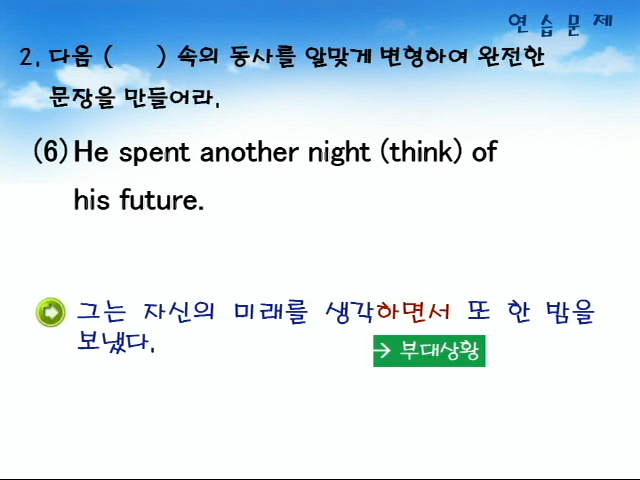 연습문제
2. 다음 (    ) 속의 동사를 알맞게 변형하여 완전한
문장을 만들어라.
(6) He spent another night (think) of
his future.
그는 자신의 미래를 생각하면서 또 한 밤을
보냈다.
→ 부대상황